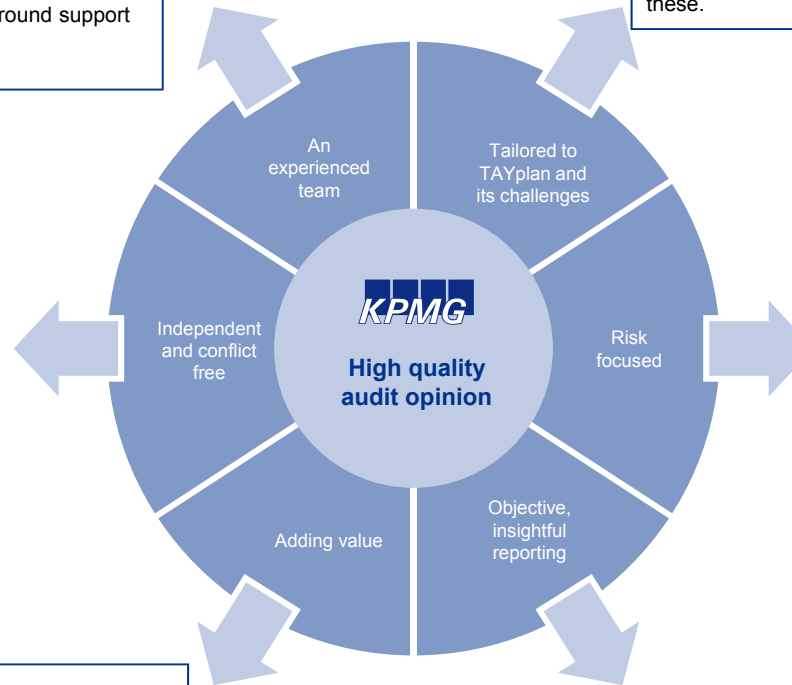 round support
these.
An
experienced
team
Tailored to
TAYplan and
its challenges
Independent
and conflict
free
KPMG
High quality
audit opinion
Risk
focused
Adding value
Objective,
insightful
reporting